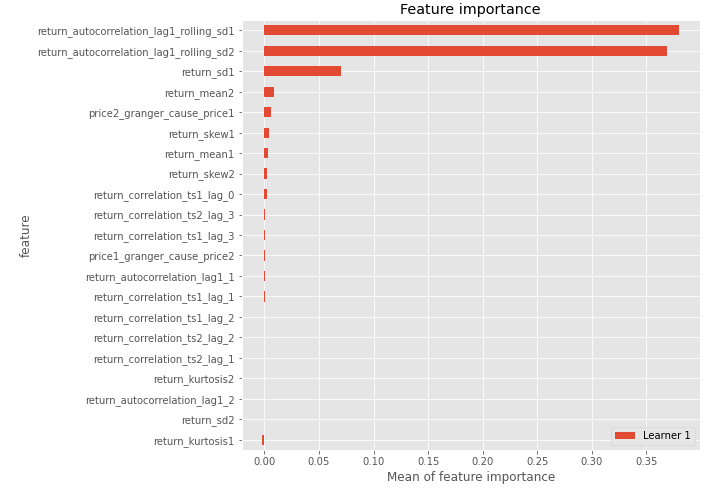 Feature importance
return_autocorrelation_lag1_rolling_sd1
return_autocorrelation_lag1_rolling_sd2
return_sd1
return_mean2
price2_granger_cause_price1
return_skew1
return_mean1
return_skew2
return_correlation_ts1_lag_0
return_correlation_ts2_lag_3
return_correlation_ts1_lag_3
price1_granger_cause_price2
return_autocorrelation_lag1_1
return_correlation_ts1_lag_1
return_correlation_ts1_lag_2
return_correlation_ts2_lag_2
return_correlation_ts2_lag_1
return_kurtosis2
return_autocorrelation_lag1_2
return_sd2
return_kurtosis1
feature
Learner 1
0.00 0.05 0.10 0.15 0.20 0.25 0.30 0.35
Mean of feature importance